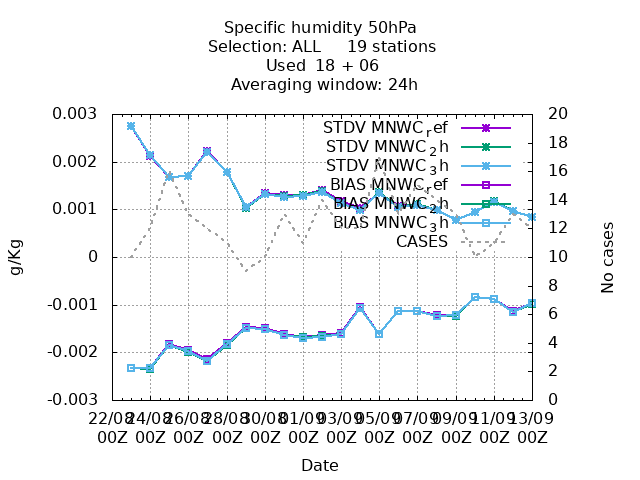 Specific humidity 50hPa
Selection: ALL 19 stations
Used 18 + 06
Averaging window: 24h
0.003
0.002
0.001
0
-0.001
-0.002
-0.003
g/Kg
20
18
16
14
12
10
8
6
4
2
0
No cases
STDV MNWC_ref
STDV MNWC_2h
STDV MNWC_3h
BIAS MNWC_ref
BIAS MNWC_2h
BIAS MNWC_3h
CASES
22/08 24/08 26/08 28/08 30/08 01/09 03/09 05/09 07/09 09/09 11/09 13/09
00Z 00Z 00Z 00Z 00Z 00Z 00Z 00Z 00Z 00Z 00Z 00Z
Date